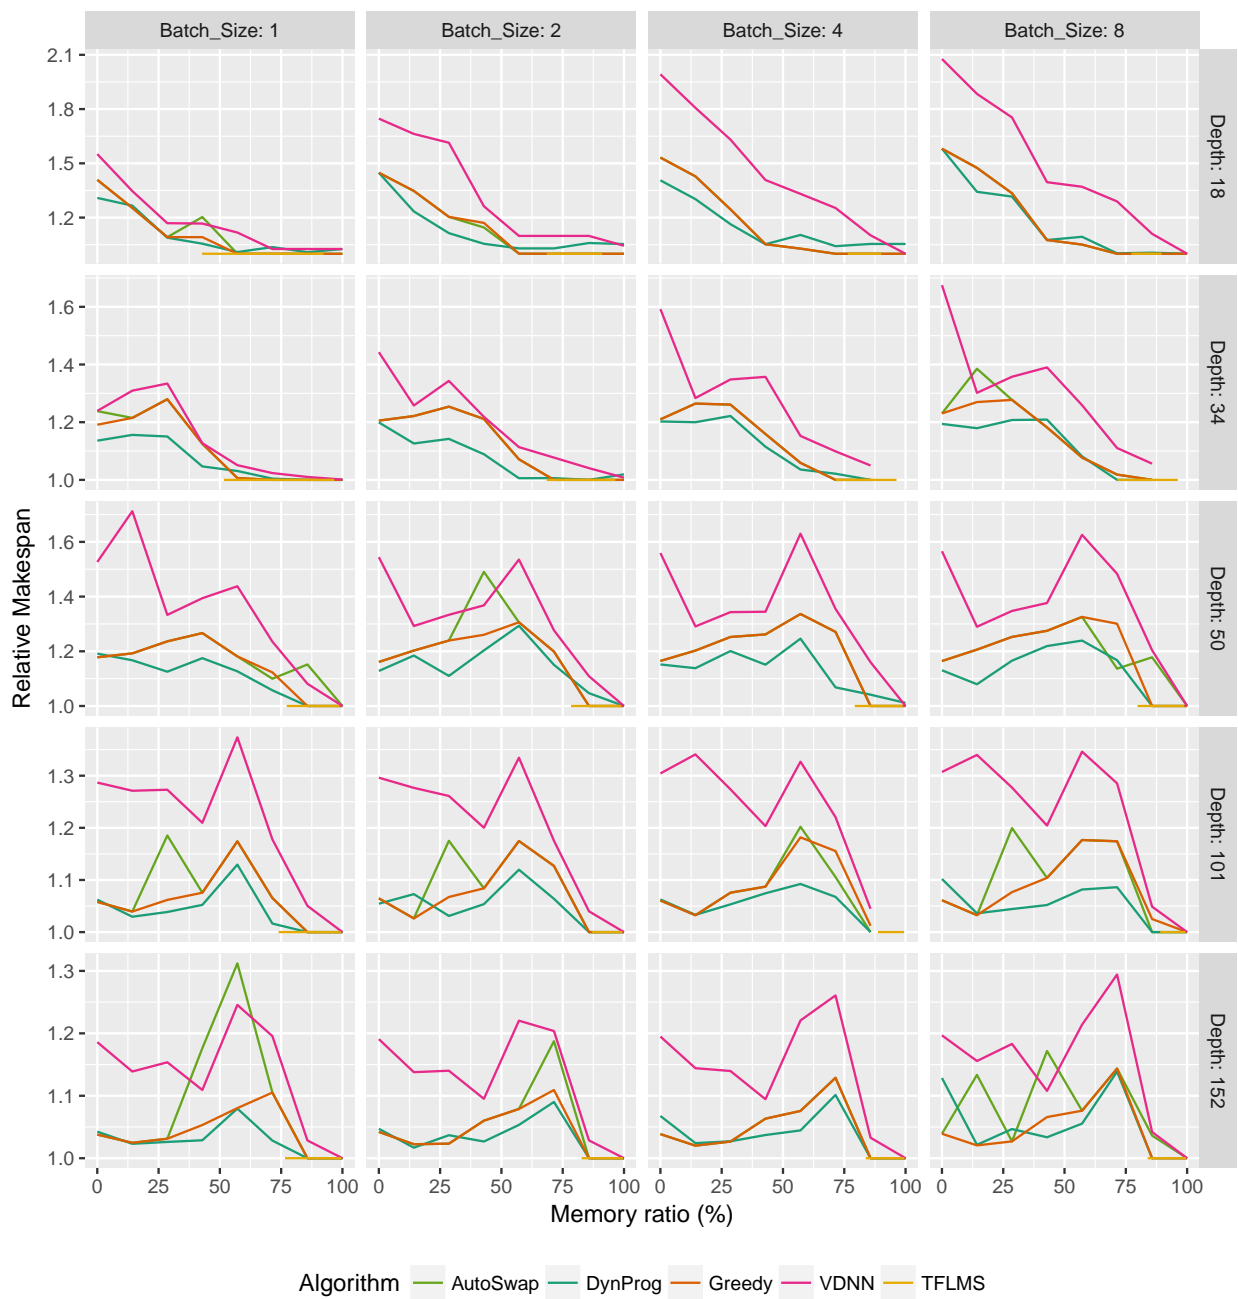 Batch_Size: 1 Batch_Size: 2 Batch_Size: 4 Batch_Size: 8
2.1
1.8
1.5
1.2
Depth: 18
1.6
1.4
1.2
1.0
Depth: 34
1.6
1.4
1.2
1.0
Depth: 50
1.3
1.2
1.1
1.0
Depth: 101
1.3
1.2
1.1
1.0
Depth: 152
Relative Makespan
0 25 50 75 100 0 25 50 75 100 0 25 50 75 100 0 25 50 75 100
Memory ratio (%)
Algorithm AutoSwap DynProg Greedy VDNN TFLMS